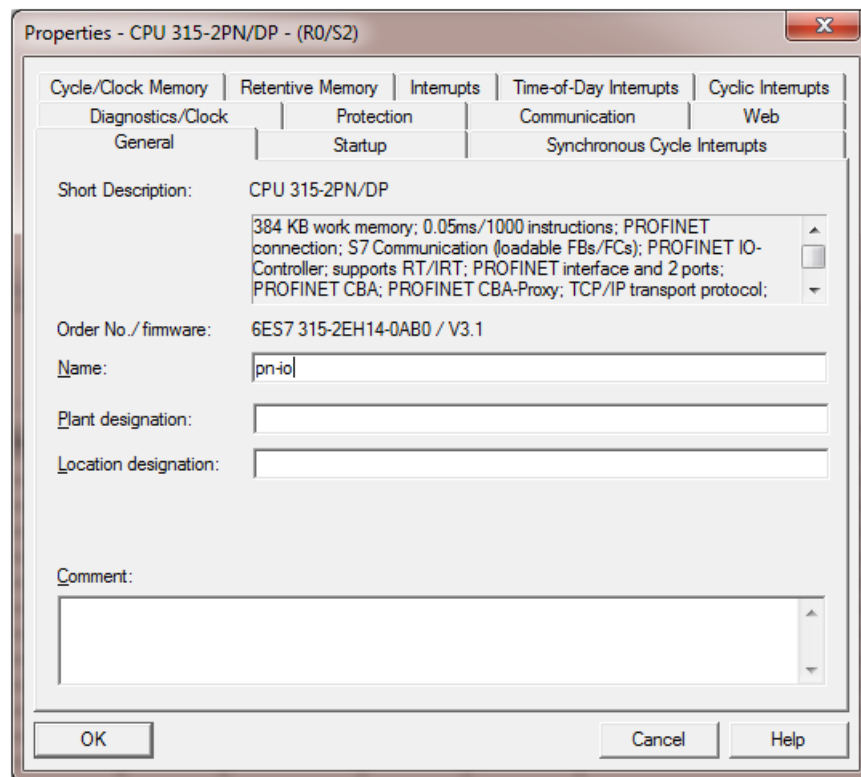 Properties - CPU 315-2PN/DP - (R0/S2)
Cycle/Clock Memory Retentive Memory Interrupts Time-of-Day Interrupts Cyclic Interrupts
Diagnostics/Clock Protection Communication Web
General Startup Synchronous Cycle Interrupts
Short Description: CPU 315-2PN/DP
384 KB work memory; 0.05ms/1000 instructions; PROFINET
connection; S7 Communication (loadable FBs/FCs); PROFINET IO-
Controller; supports RT/IRT; PROFINET interface and 2 ports;
PROFINET CBA; PROFINET CBA-Proxy; TCP/IP transport protocol;
Order No./ firmware: 6ES7 315-2EH14-0AB0 / V3.1
Name: pn-io
Plant designation:
Location designation:
Comment:
OK Cancel Help